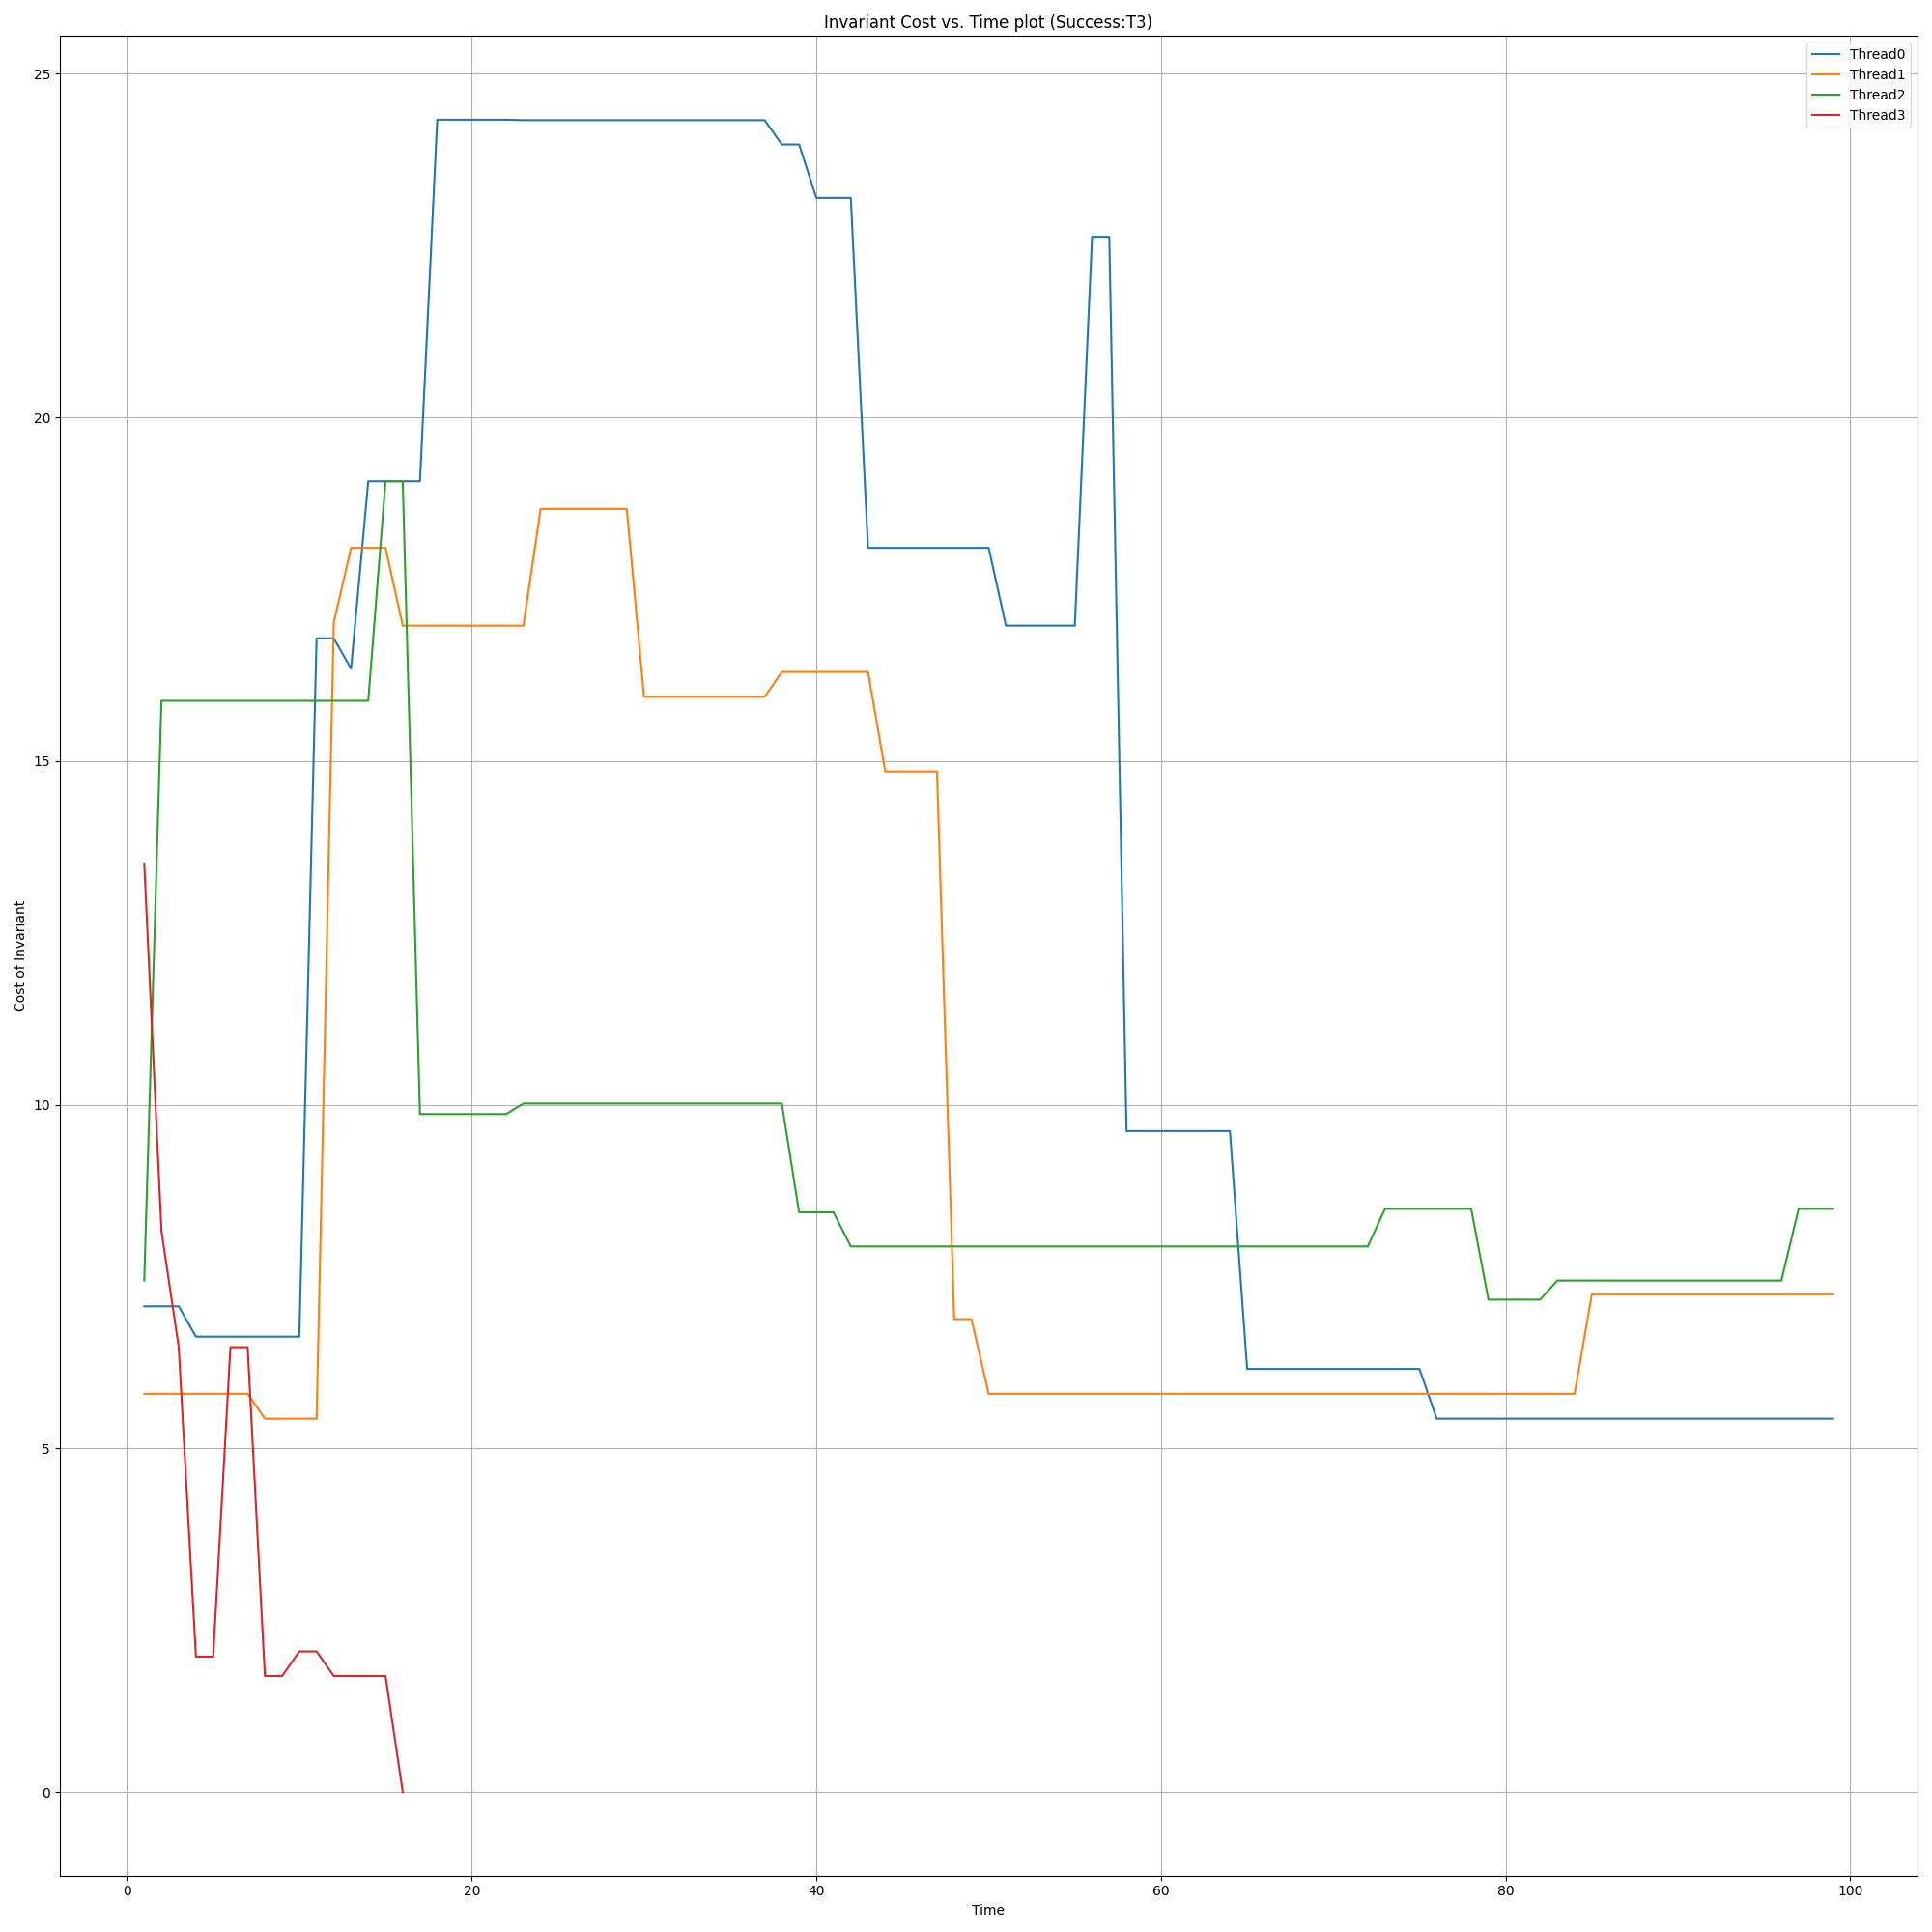 Invariant Cost vs. Time plot (Success:T3)
Thread0
Thread1
Thread2
Thread3
25
20
15
10
5
0
Cost of Invariant
0 20 40 60 80 100
Time